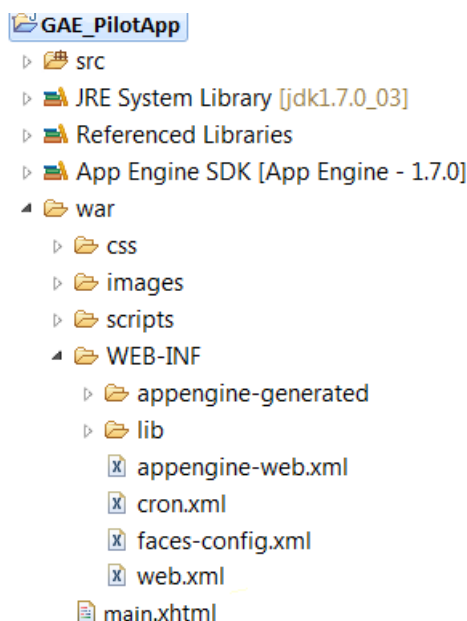 GAE_PilotApp
src
JRE System Library [jdk1.7.0_03]
Referenced Libraries
App Engine SDK [App Engine - 1.7.0]
war
css
images
scripts
WEB-INF
appengine-generated
lib
appengine-web.xml
cron.xml
faces-config.xml
web.xml
main.xhtml